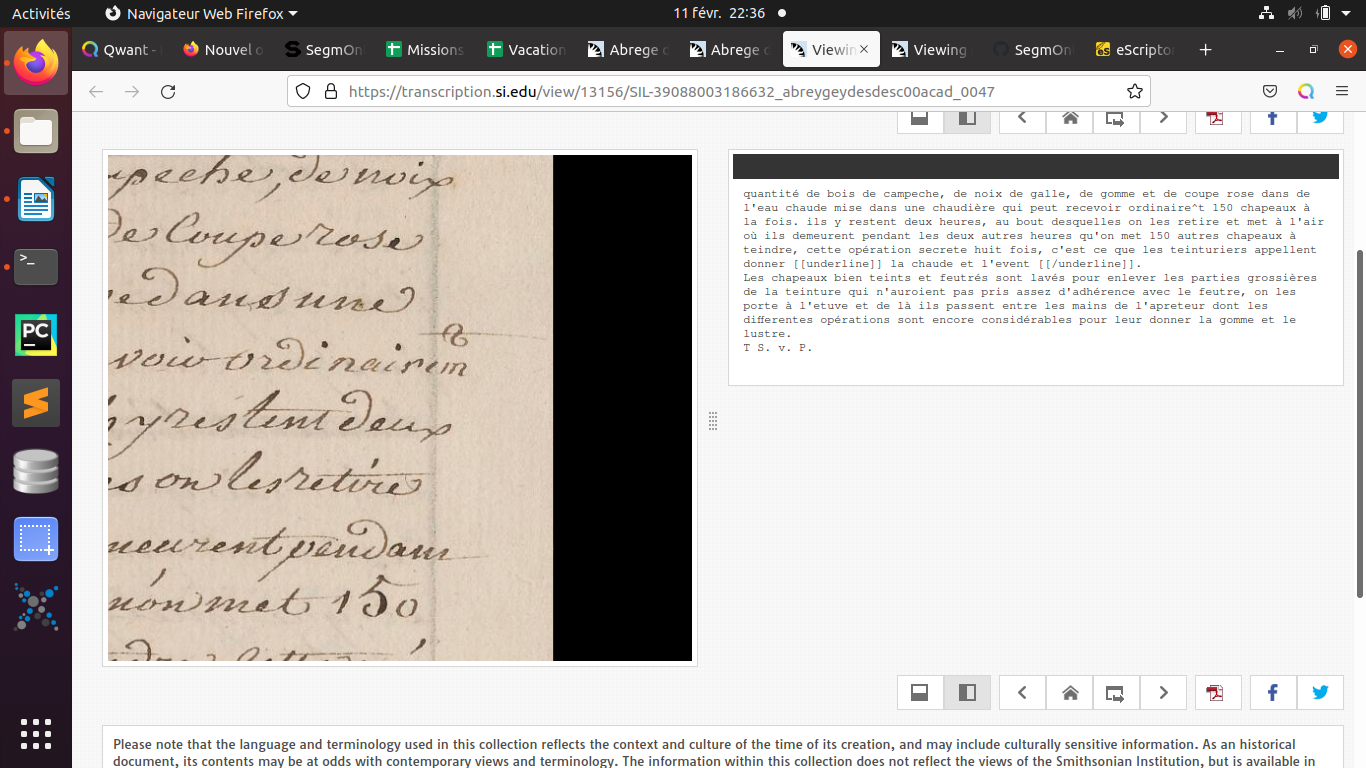 Activités
Navigateur Web Firefox
11 févr. 22:36
Qwant -
Nouvel o
SegmOn
Missions
Vacation
Abrege d
Abrege d
Viewin
Viewing
SegmOn
eScripto
https://transcription.si.edu/view/13156/SIL-39088003186632_abreygeydesdesc00acad_0047
upeche, de noix
de Couperose
se dans une
voir ordinairem̃
y restent deux
es on les retire
meurent pendant
u'on met 150
quantité de bois de campeche, de noix de galle, de gomme et de coupe rose dans de
l'eau chaude mise dans une chaudière qui peut recevoir ordinaire^t 150 chapeaux à
la fois. ils y restent deux heures, au bout desquelles on les retire et met à l'air
où ils demeurent pendant les deux autres heures qu'on met 150 autres chapeaux à
teindre, cette opération secrete huit fois, c'est ce que les teinturiers appellent
donner [[underline]] la chaude et l'event [[/underline]].
Les chapeaux bien teints et feutrés sont lavés pour enlever les parties grossières
de la teinture qui n'auroient pas pris assez d'adhérence avec le feutre, on les
porte à l'etuve et de là ils passent entre les mains de l'apreteur dont les
differentes opérations sont encore considérables pour leur donner la gomme et le
lustre.
T S. v. P.
Please note that the language and terminology used in this collection reflects the context and culture of the time of its creation, and may include culturally sensitive information. As an historical
document, its contents may be at odds with contemporary views and terminology. The information within this collection does not reflect the views of the Smithsonian Institution, but is available in